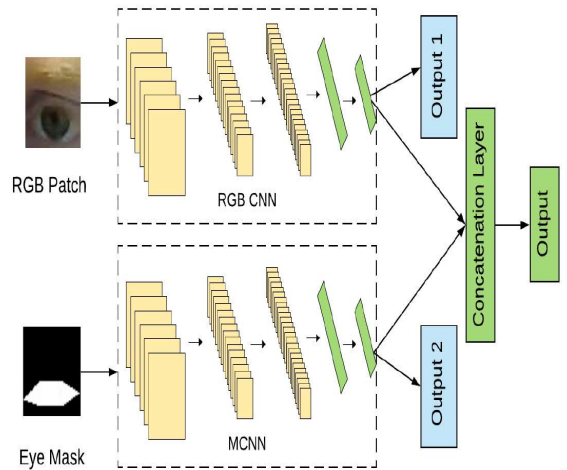 RGB Patch
RGB CNN
Output 1
Concatenation Layer
Output
Eye Mask
MCNN
Output 2